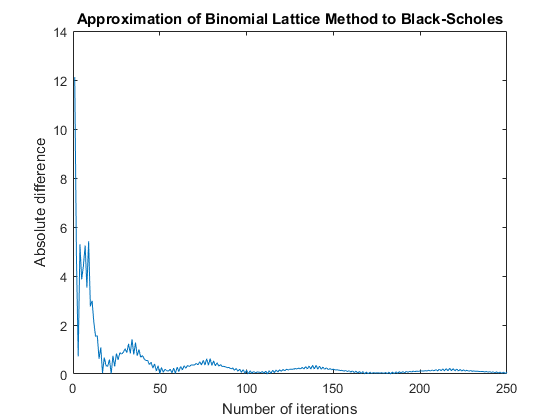 Approximation of Binomial Lattice Method to Black-Scholes
14
12
10
8
6
4
2
0
Absolute difference
0 50 100 150 200 250
Number of iterations